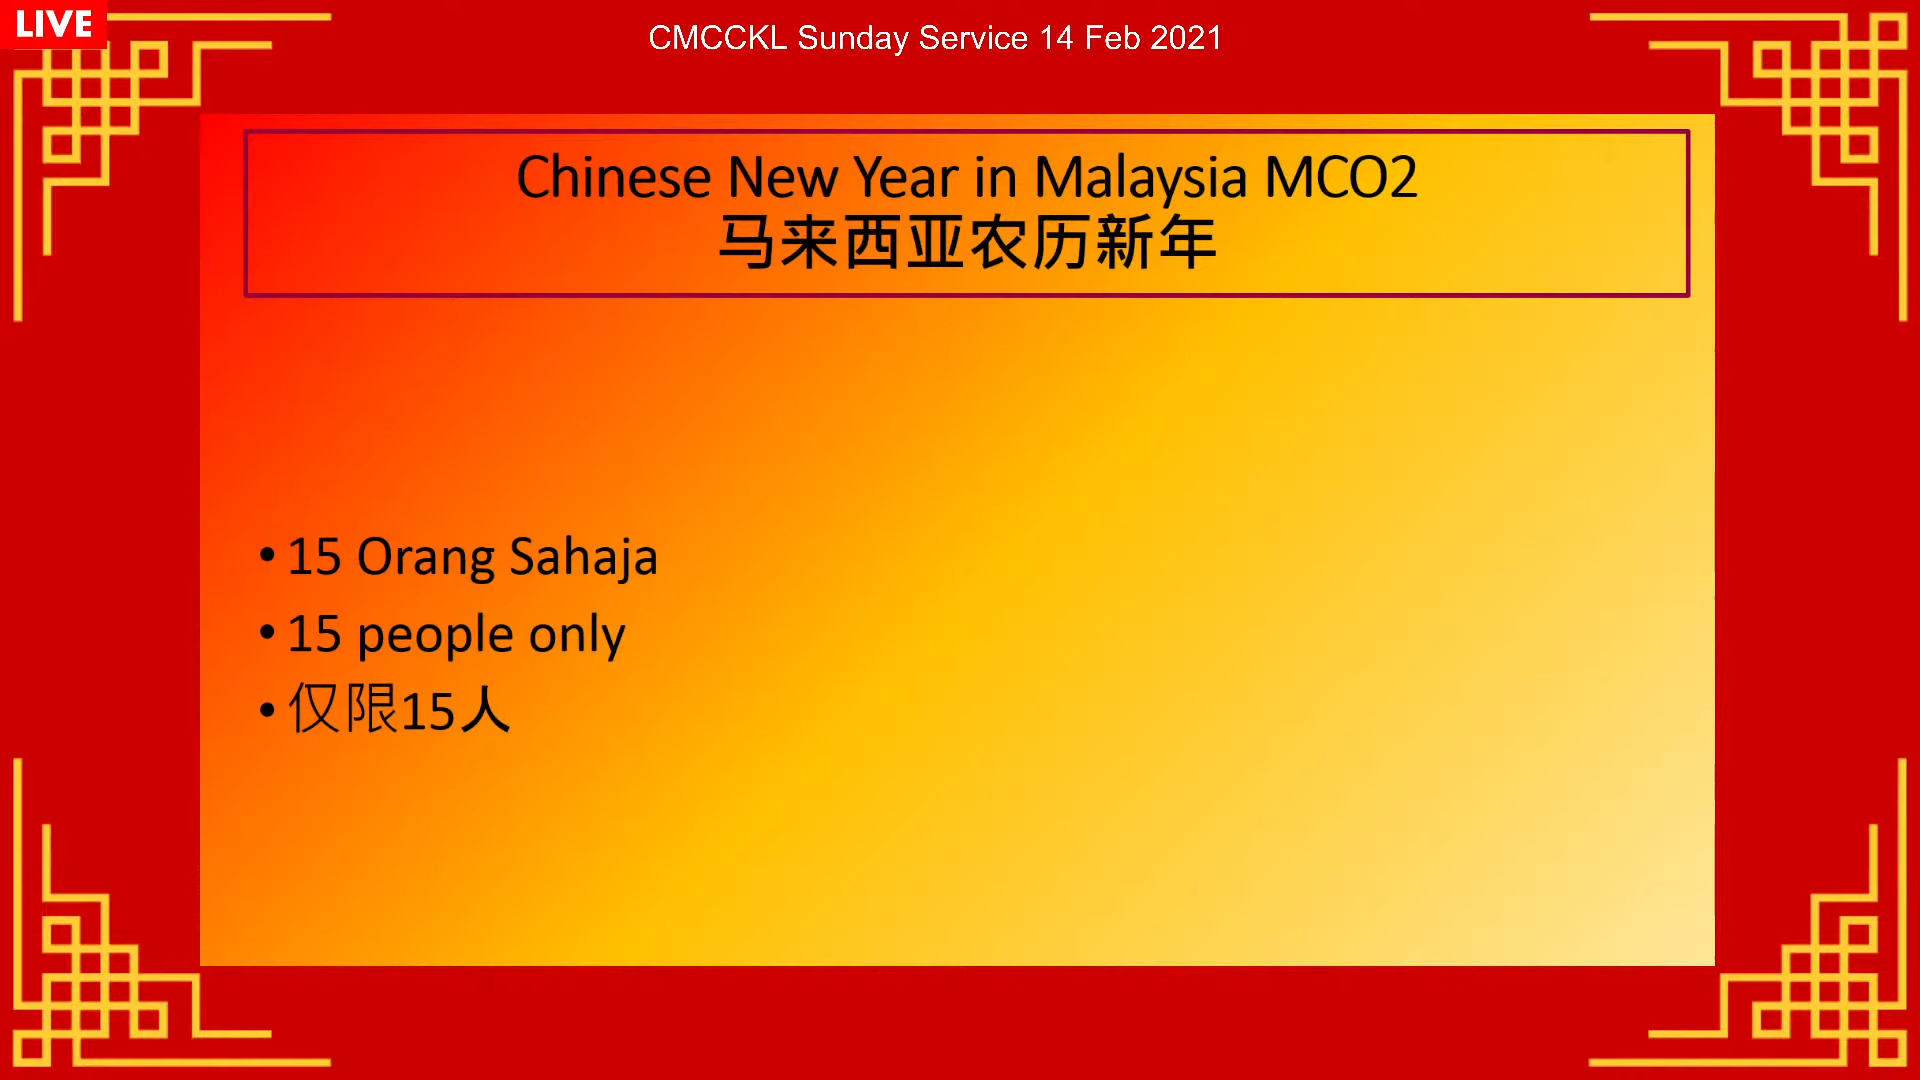 LIVE
CMCCKL Sunday Service 14 Feb 2021
Chinese New Year in Malaysia MCO2
马来西亚农历新年
• 15 Orang Sahaja
• 15 people only
• 仅限15人